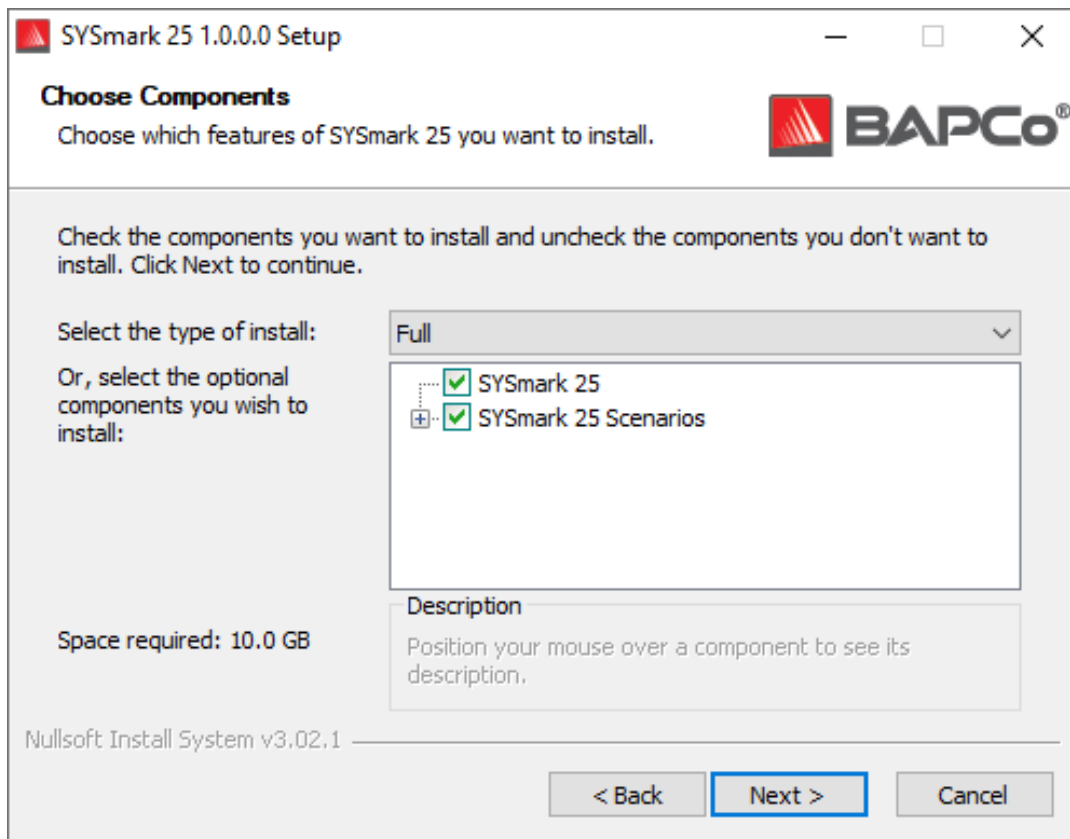 SYSmark 25 1.0.0.0 Setup
Choose Components
Choose which features of SYSmark 25 you want to install.
BAPCo®
Check the components you want to install and uncheck the components you don't want to
install. Click Next to continue.
Select the type of install:
Full
Or, select the optional
components you wish to
install:
SYSmark 25
SYSmark 25 Scenarios
Space required: 10.0 GB
Description
Position your mouse over a component to see its
description.
Nullsoft Install System v3.02.1
< Back
Next >
Cancel